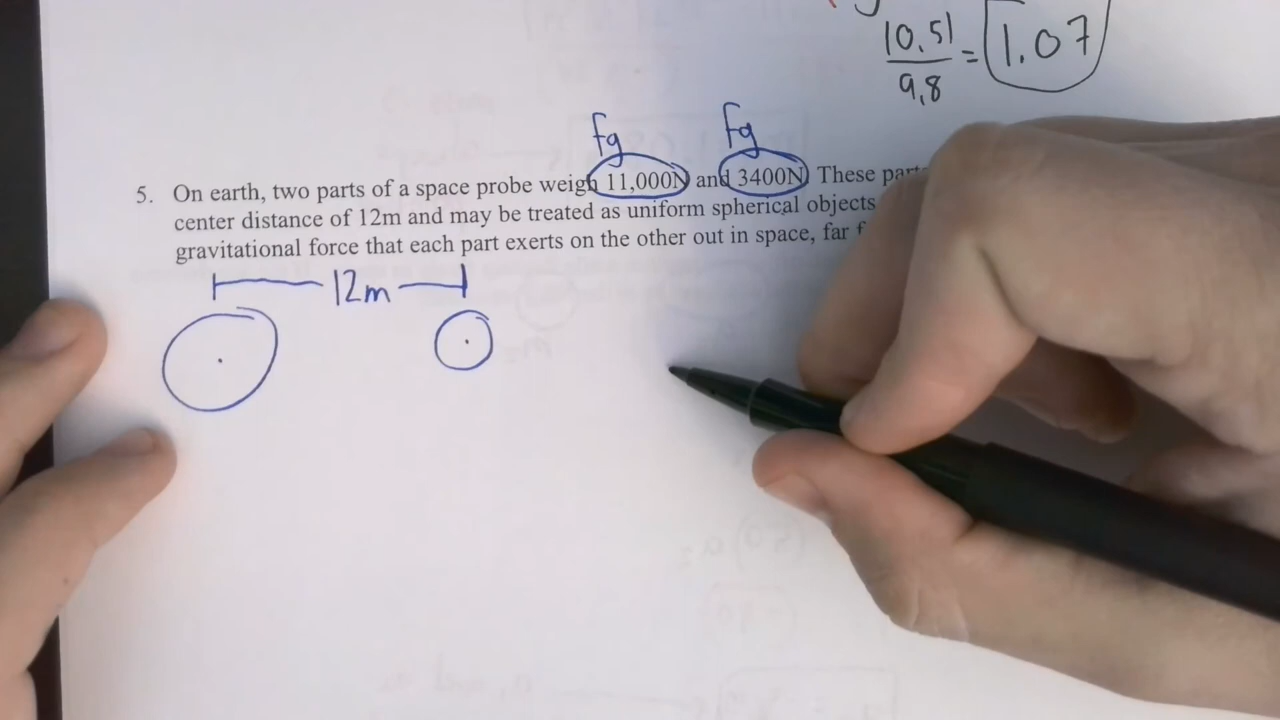 10.51
9.8
= 1.07
Fg Fg
5. On earth, two parts of a space probe weigh 11,000N and 3400N These
center distance of 12m and may be treated as uniform spherical objects
gravitational force that each part exerts on the other out in space, far
12m